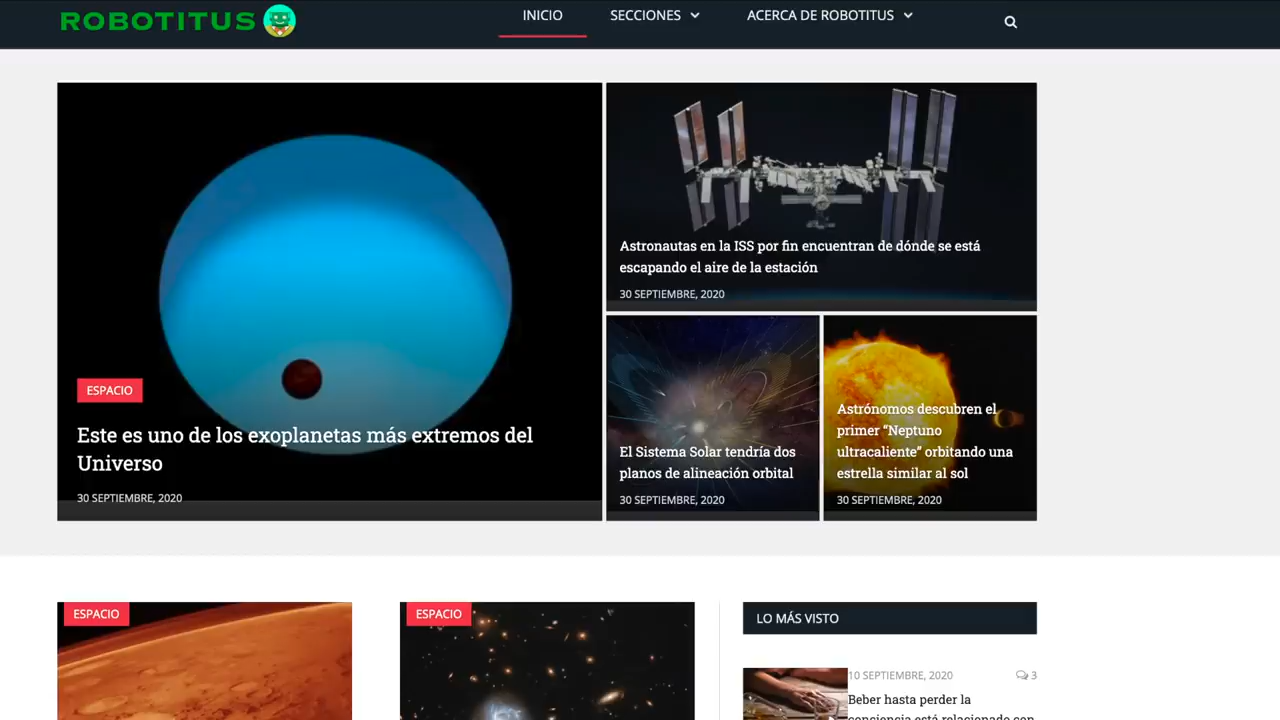 ROBOTITUS
INICIO
SECCIONES
ACERCA DE ROBOTITUS
ESPACIO
Este es uno de los exoplanetas más extremos del
Universo
30 SEPTIEMBRE, 2020
Astronautas en la ISS por fin encuentran de dónde se está
escapando el aire de la estación
30 SEPTIEMBRE, 2020
El Sistema Solar tendría dos
planos de alineación orbital
30 SEPTIEMBRE, 2020
Astrónomos descubren el
primer “Neptuno
ultracaliente” orbitando una
estrella similar al sol
30 SEPTIEMBRE, 2020
ESPACIO
ESPACIO
LO MÁS VISTO
10 SEPTIEMBRE, 2020
3
Beber hasta perder la
conciencia está relacionado con